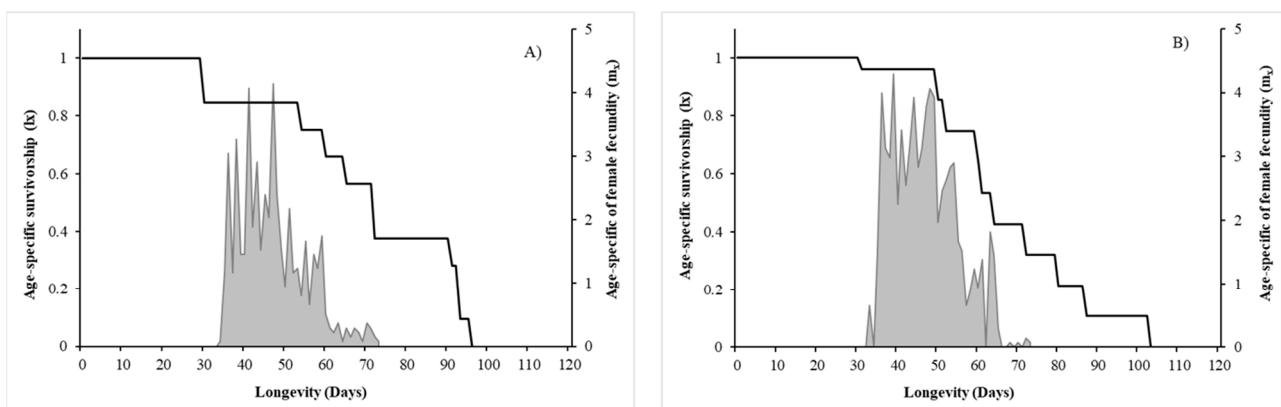 A)
Age-specific survivorship (lx)
1
0.8
0.6
0.4
0.2
0
5
4
3
2
1
0
Age-specific of female fecundity (mx)
0 10 20 30 40 50 60 70 80 90 100 110 120
Longevity (Days)
B)
Age-specific survivorship (lx)
1
0.8
0.6
0.4
0.2
0
5
4
3
2
1
0
Age-specific of female fecundity (mx)
0 10 20 30 40 50 60 70 80 90 100 110 120
Longevity (Days)